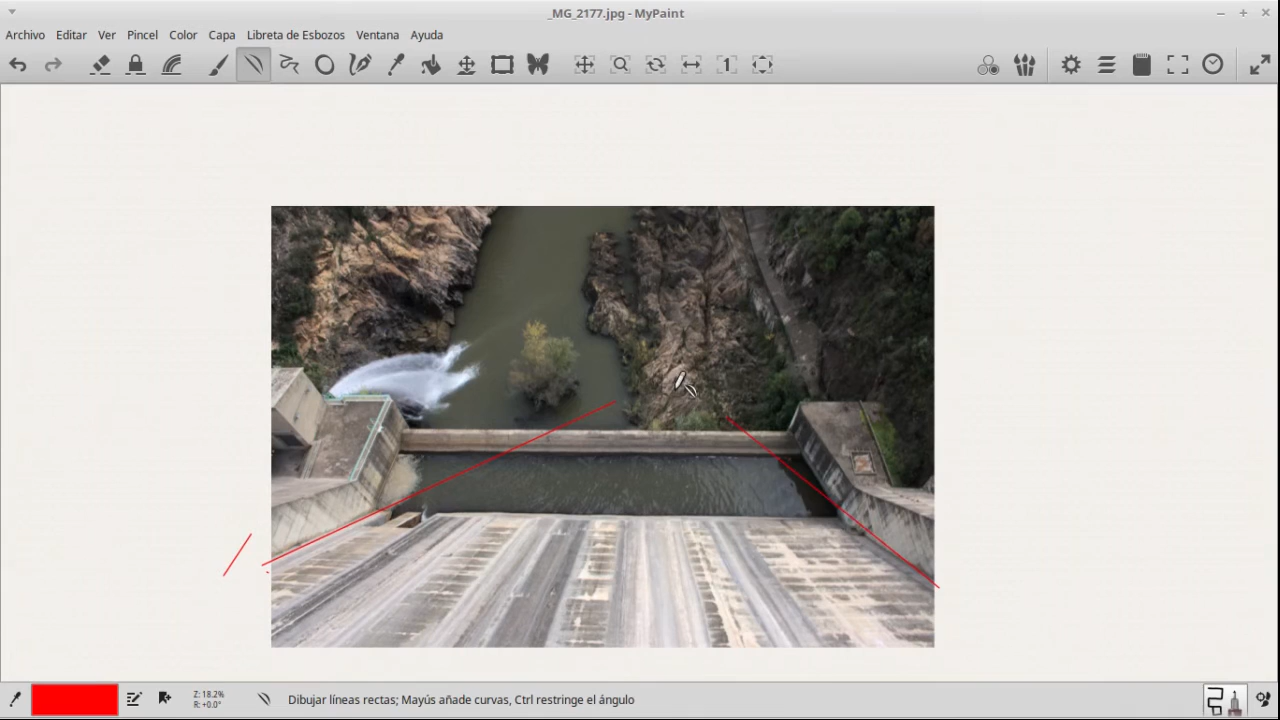 _MG_2177.jpg - MyPaint
Archivo Editar Ver Pincel Color Capa Libreta de Esbozos Ventana Ayuda
1
Z: 18.2%
R: +0.0°
Dibujar líneas rectas; Mayús añade curvas, Ctrl restringe el ángulo